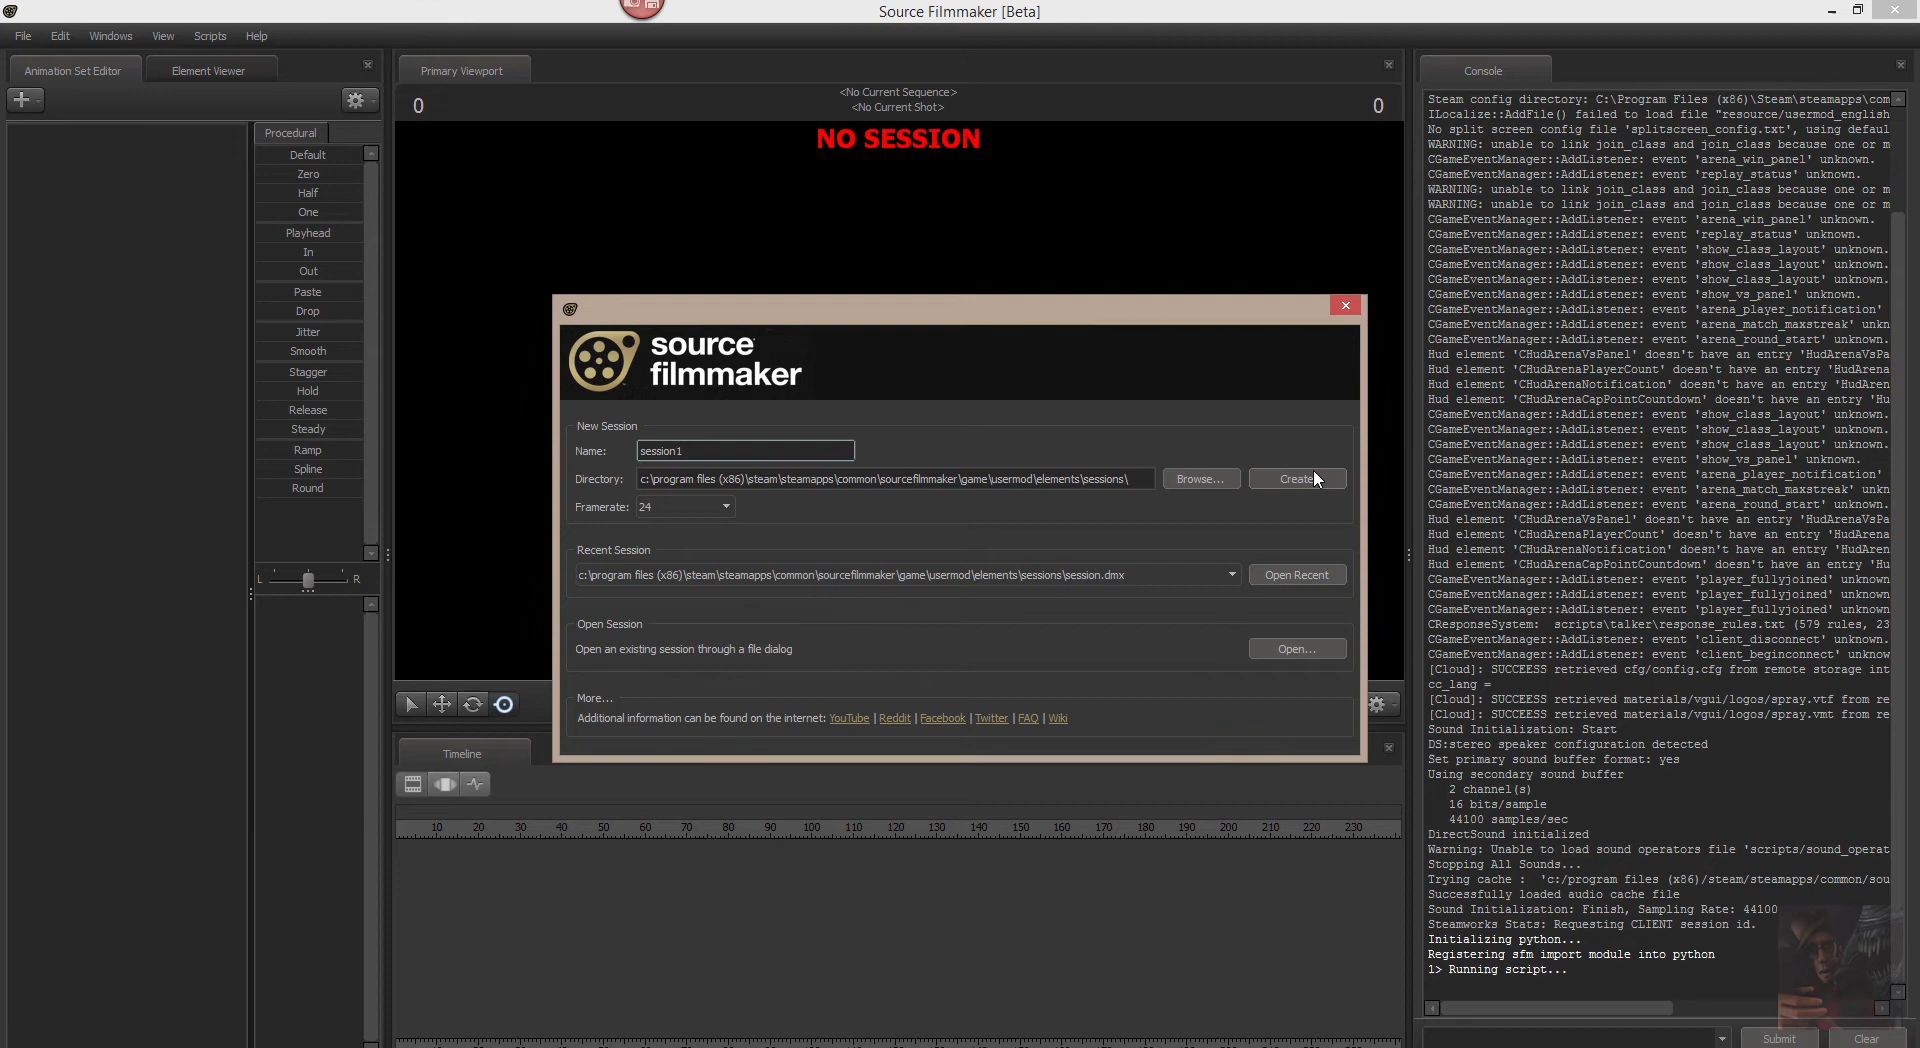 Source Filmmaker [Beta]
File Edit Windows View Scripts Help
Animation Set Editor Element Viewer
Primary Viewport
Console
0
<No Current Sequence>
<No Current Shot>
0
NO SESSION
Procedural
Default
Zero
Half
One
Playhead
In
Out
Paste
Drop
Jitter
Smooth
Stagger
Hold
Release
Steady
Ramp
Spline
Round
L R
source
filmmaker
New Session
Name: session1
Directory: c:\program files (x86)\steam\steamapps\common\sourcefilmmaker\game\usermod\elements\sessions\ Browse... Create
Framerate: 24
Recent Session
c:\program files (x86)\steam\steamapps\common\sourcefilmmaker\game\usermod\elements\sessions\session.dmx Open Recent
Open Session
Open an existing session through a file dialog Open...
More...
Additional information can be found on the internet: YouTube | Reddit | Facebook | Twitter | FAQ | Wiki
Timeline
10 20 30 40 50 60 70 80 90 100 110 120 130 140 150 160 170 180 190 200 210 220 230
Steam config directory: C:\Program Files (x86)\Steam\steamapps\com
ILocalize::AddFile() failed to load file "resource/usermod_english
No split screen config file 'splitscreen_config.txt', using defaul
WARNING: unable to link join_class and join_class because one or m
CGameEventManager::AddListener: event 'arena_win_panel' unknown.
CGameEventManager::AddListener: event 'replay_status' unknown.
WARNING: unable to link join_class and join_class because one or m
WARNING: unable to link join_class and join_class because one or m
CGameEventManager::AddListener: event 'arena_win_panel' unknown.
CGameEventManager::AddListener: event 'replay_status' unknown.
CGameEventManager::AddListener: event 'show_class_layout' unknown.
CGameEventManager::AddListener: event 'show_class_layout' unknown.
CGameEventManager::AddListener: event 'show_class_layout' unknown.
CGameEventManager::AddListener: event 'show_vs_panel' unknown.
CGameEventManager::AddListener: event 'arena_player_notification'
CGameEventManager::AddListener: event 'arena_match_maxstreak' unkn
CGameEventManager::AddListener: event 'arena_round_start' unknown.
Hud element 'CHudArenaVsPanel' doesn't have an entry 'HudArenaVsPa
Hud element 'CHudArenaPlayerCount' doesn't have an entry 'HudArena
Hud element 'CHudArenaNotification' doesn't have an entry 'HudAren
Hud element 'CHudArenaCapPointCountdown' doesn't have an entry 'Hu
CGameEventManager::AddListener: event 'show_class_layout' unknown.
CGameEventManager::AddListener: event 'show_class_layout' unknown.
CGameEventManager::AddListener: event 'show_class_layout' unknown.
CGameEventManager::AddListener: event 'show_vs_panel' unknown.
CGameEventManager::AddListener: event 'arena_player_notification'
CGameEventManager::AddListener: event 'arena_match_maxstreak' unkn
CGameEventManager::AddListener: event 'arena_round_start' unknown.
Hud element 'CHudArenaVsPanel' doesn't have an entry 'HudArenaVsPa
Hud element 'CHudArenaPlayerCount' doesn't have an entry 'HudArena
Hud element 'CHudArenaNotification' doesn't have an entry 'HudAren
Hud element 'CHudArenaCapPointCountdown' doesn't have an entry 'Hu
CGameEventManager::AddListener: event 'player_fullyjoined' unknown
CGameEventManager::AddListener: event 'player_fullyjoined' unknown
CGameEventManager::AddListener: event 'player_fullyjoined' unknown
CResponseSystem: scripts\talker\response_rules.txt (579 rules, 23
CGameEventManager::AddListener: event 'client_disconnect' unknown.
CGameEventManager::AddListener: event 'client_beginconnect' unknow
[Cloud]: SUCCEESS retrieved cfg/config.cfg from remote storage int
cc_lang =
[Cloud]: SUCCEESS retrieved materials/vgui/logos/spray.vtf from re
[Cloud]: SUCCEESS retrieved materials/vgui/logos/spray.vmt from re
Sound Initialization: Start
DS:stereo speaker configuration detected
Set primary sound buffer format: yes
Using secondary sound buffer
2 channel(s)
16 bits/sample
44100 samples/sec
DirectSound initialized
Warning: Unable to load sound operators file 'scripts/sound_operat
Stopping All Sounds...
Trying cache : 'c:/program files (x86)/steam/steamapps/common/sou
Successfully loaded audio cache file
Sound Initialization: Finish, Sampling Rate: 44100
Steamworks Stats: Requesting CLIENT session id.
Initializing python...
Registering sfm import module into python
1> Running script...
Submit Clear